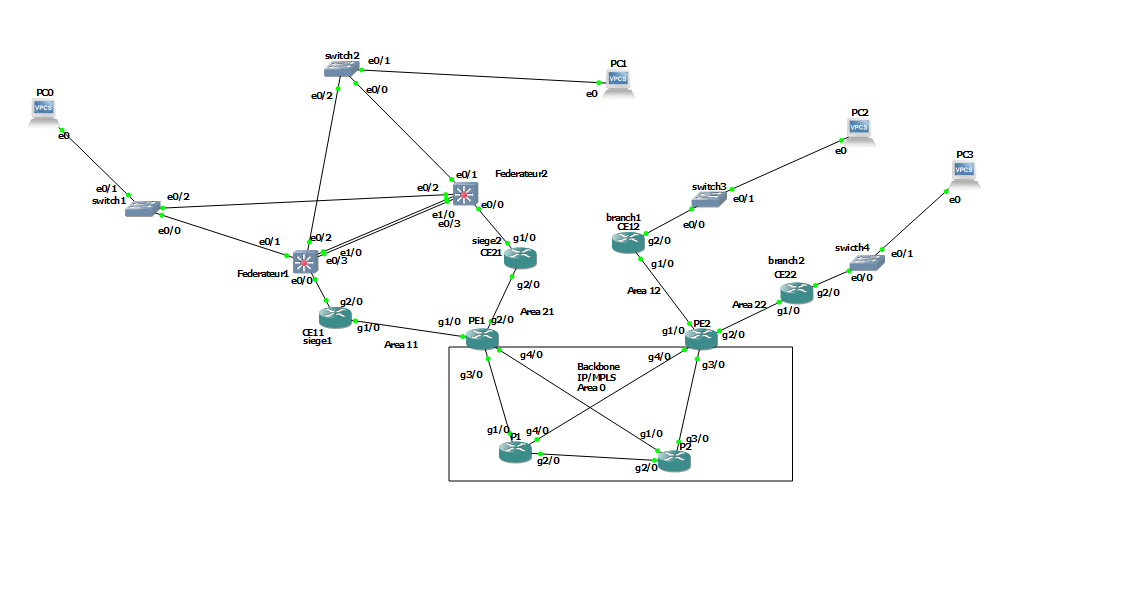 switch2
e0/1
PC1
VPCS
e0
e0/2
e0/0
PC0
VPCS
e0
PC2
VPCS
e0
PC3
VPCS
e0
e0/1
switch1
e0/2
e0/0
e0/1
Federateur2
e0/2
e0/0
e1/0
e0/3
switch3
e0/1
e0/0
branch1
CE12
g2/0
g1/0
e0/1
e0/2
e1/0
e0/3
Federateur1
e0/0
siege2
g1/0
CE21
g2/0
switch4
e0/1
e0/0
branch2
CE22
g2/0
g1/0
Area 12
Area 22
g2/0
CE11
siege1
g1/0
Area 11
Area 21
g1/0
PE1
g2/0
g4/0
g3/0
PE2
g1/0
g2/0
g4/0
g3/0
Backbone
IP/MPLS
Area 0
g1/0
P1
g4/0
g2/0
g1/0
g3/0
P2
g2/0